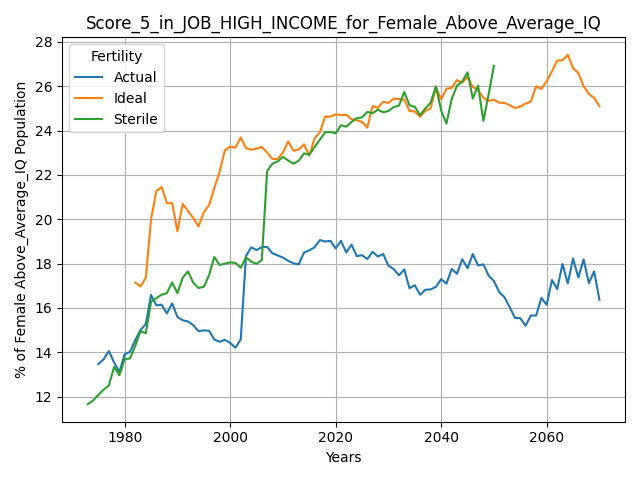 Score_5_in_JOB_HIGH_INCOME_for_Female_Above_Average_IQ
% of Female Above_Average_IQ Population
28
26
24
22
20
18
16
14
12
Fertility
Actual
Ideal
Sterile
1980
2000
2020
2040
2060
Years